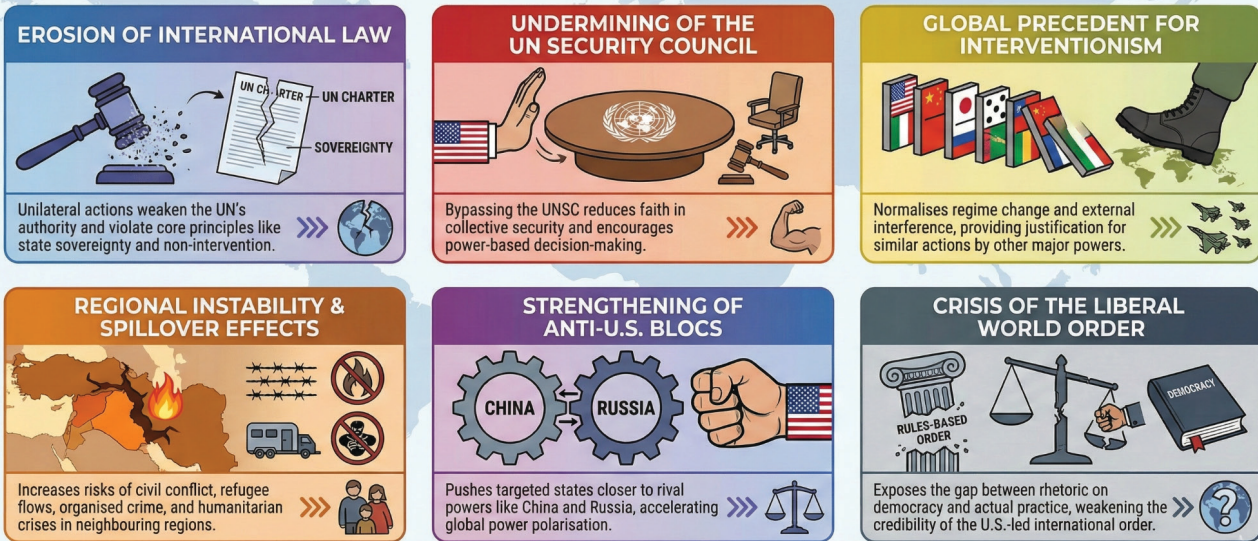 EROSION OF INTERNATIONAL LAW
UN CHARTER
UN CHARTER
SOVEREIGNTY
Unilateral actions weaken the UN's
authority and violate core principles like
state sovereignty and non-intervention.
UNDERMINING OF THE
UN SECURITY COUNCIL
Bypassing the UNSC reduces faith in
collective security and encourages
power-based decision-making.
GLOBAL PRECEDENT FOR
INTERVENTIONISM
Normalises regime change and external
interference, providing justification for
similar actions by other major powers.
REGIONAL INSTABILITY &
SPILLOVER EFFECTS
Increases risks of civil conflict, refugee
flows, organised crime, and humanitarian
crises in neighbouring regions.
STRENGTHENING OF
ANTI-U.S. BLOCS
CHINA
RUSSIA
Pushes targeted states closer to rival
powers like China and Russia, accelerating
global power polarisation.
CRISIS OF THE LIBERAL
WORLD ORDER
RULES-BASED
ORDER
DEMOCRACY
Exposes the gap between rhetoric on
democracy and actual practice, weakening the
credibility of the U.S.-led international order.
?